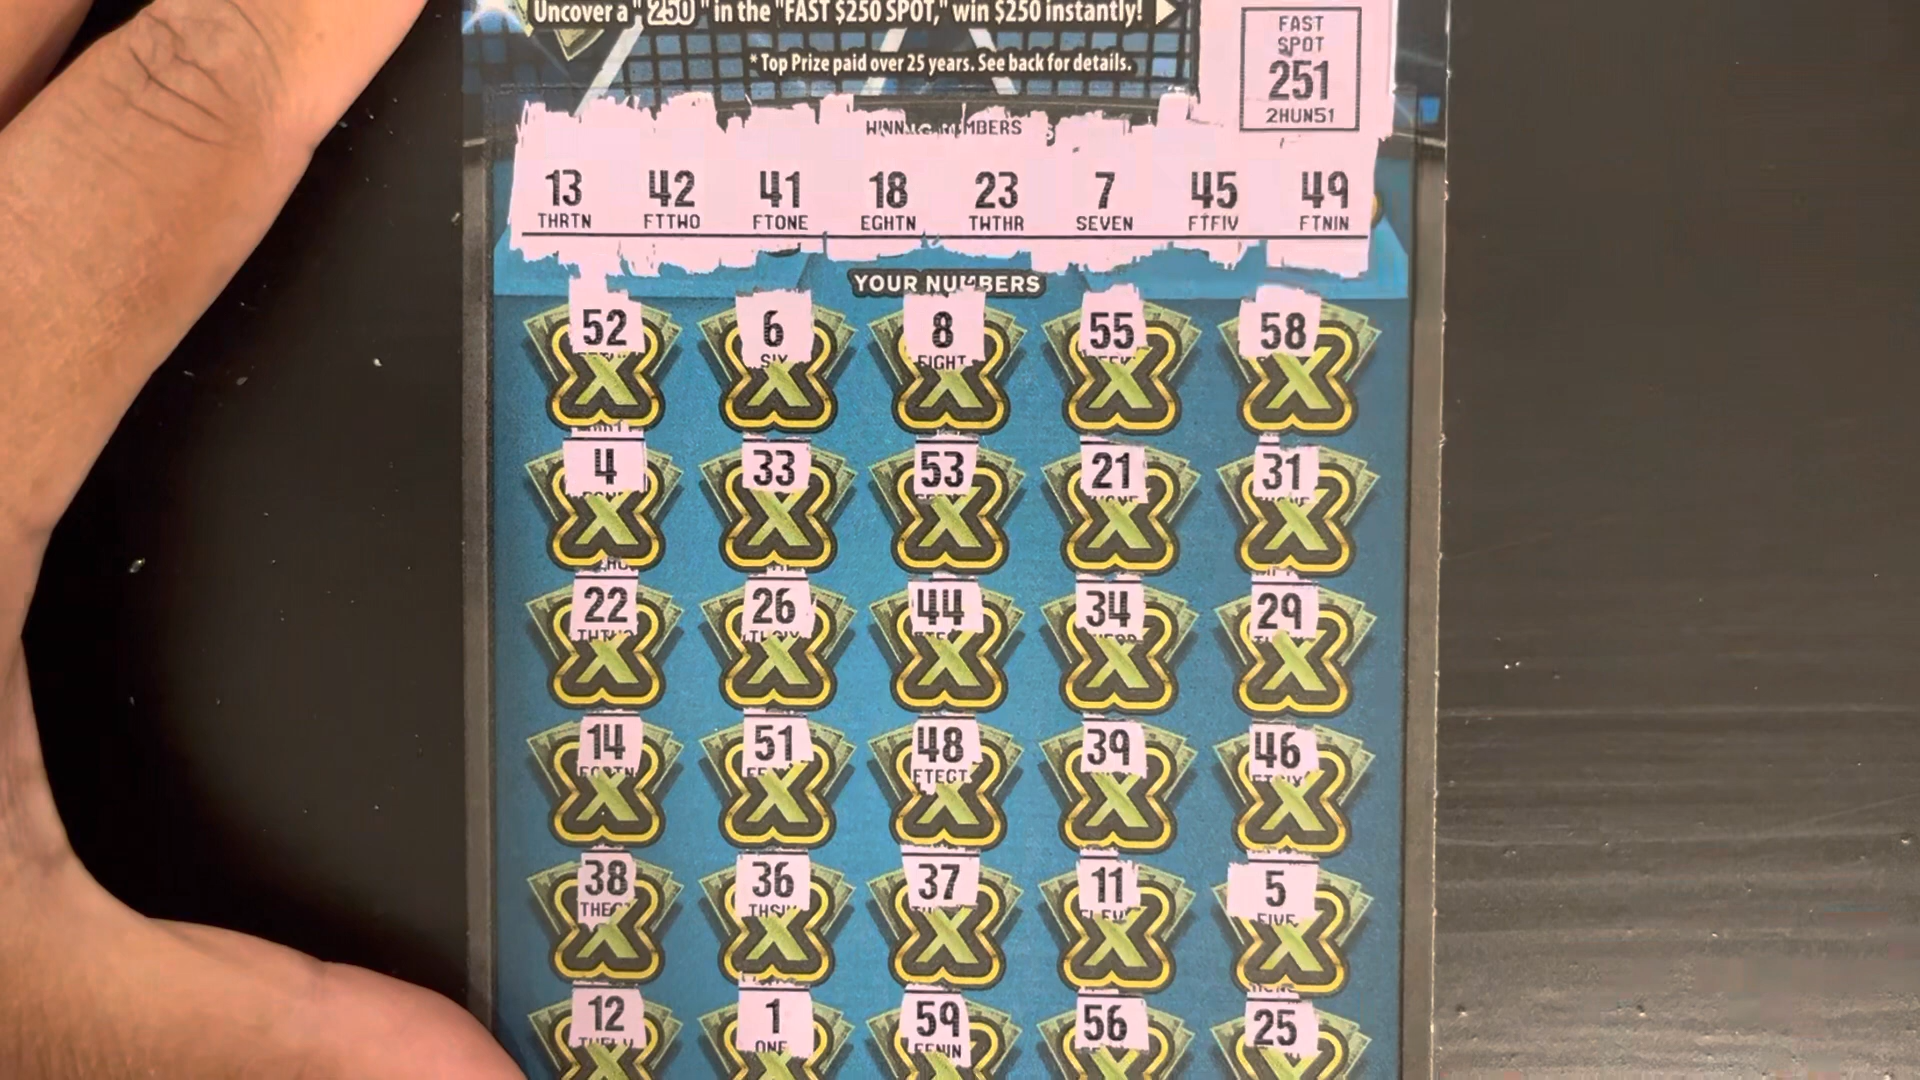 Uncover a "250" in the "FAST $250 SPOT," win $250 instantly!
* Top Prize paid over 25 years. See back for details.
FAST
SPOT
251
2HUN51
13 42 41 18 23 7 45 49
THRTN FTTWO FTONE EGHTN TWTHR SEVEN FTFIV FTNIN
YOUR NUMBERS
52 6 8 55 58
SIX EIGHT
4 33 53 21 31
22 26 44 34 29
14 51 48 39 46
FTEGT
38 36 37 11 5
FIVE
12 1 59 56 25
ONE FFNIN